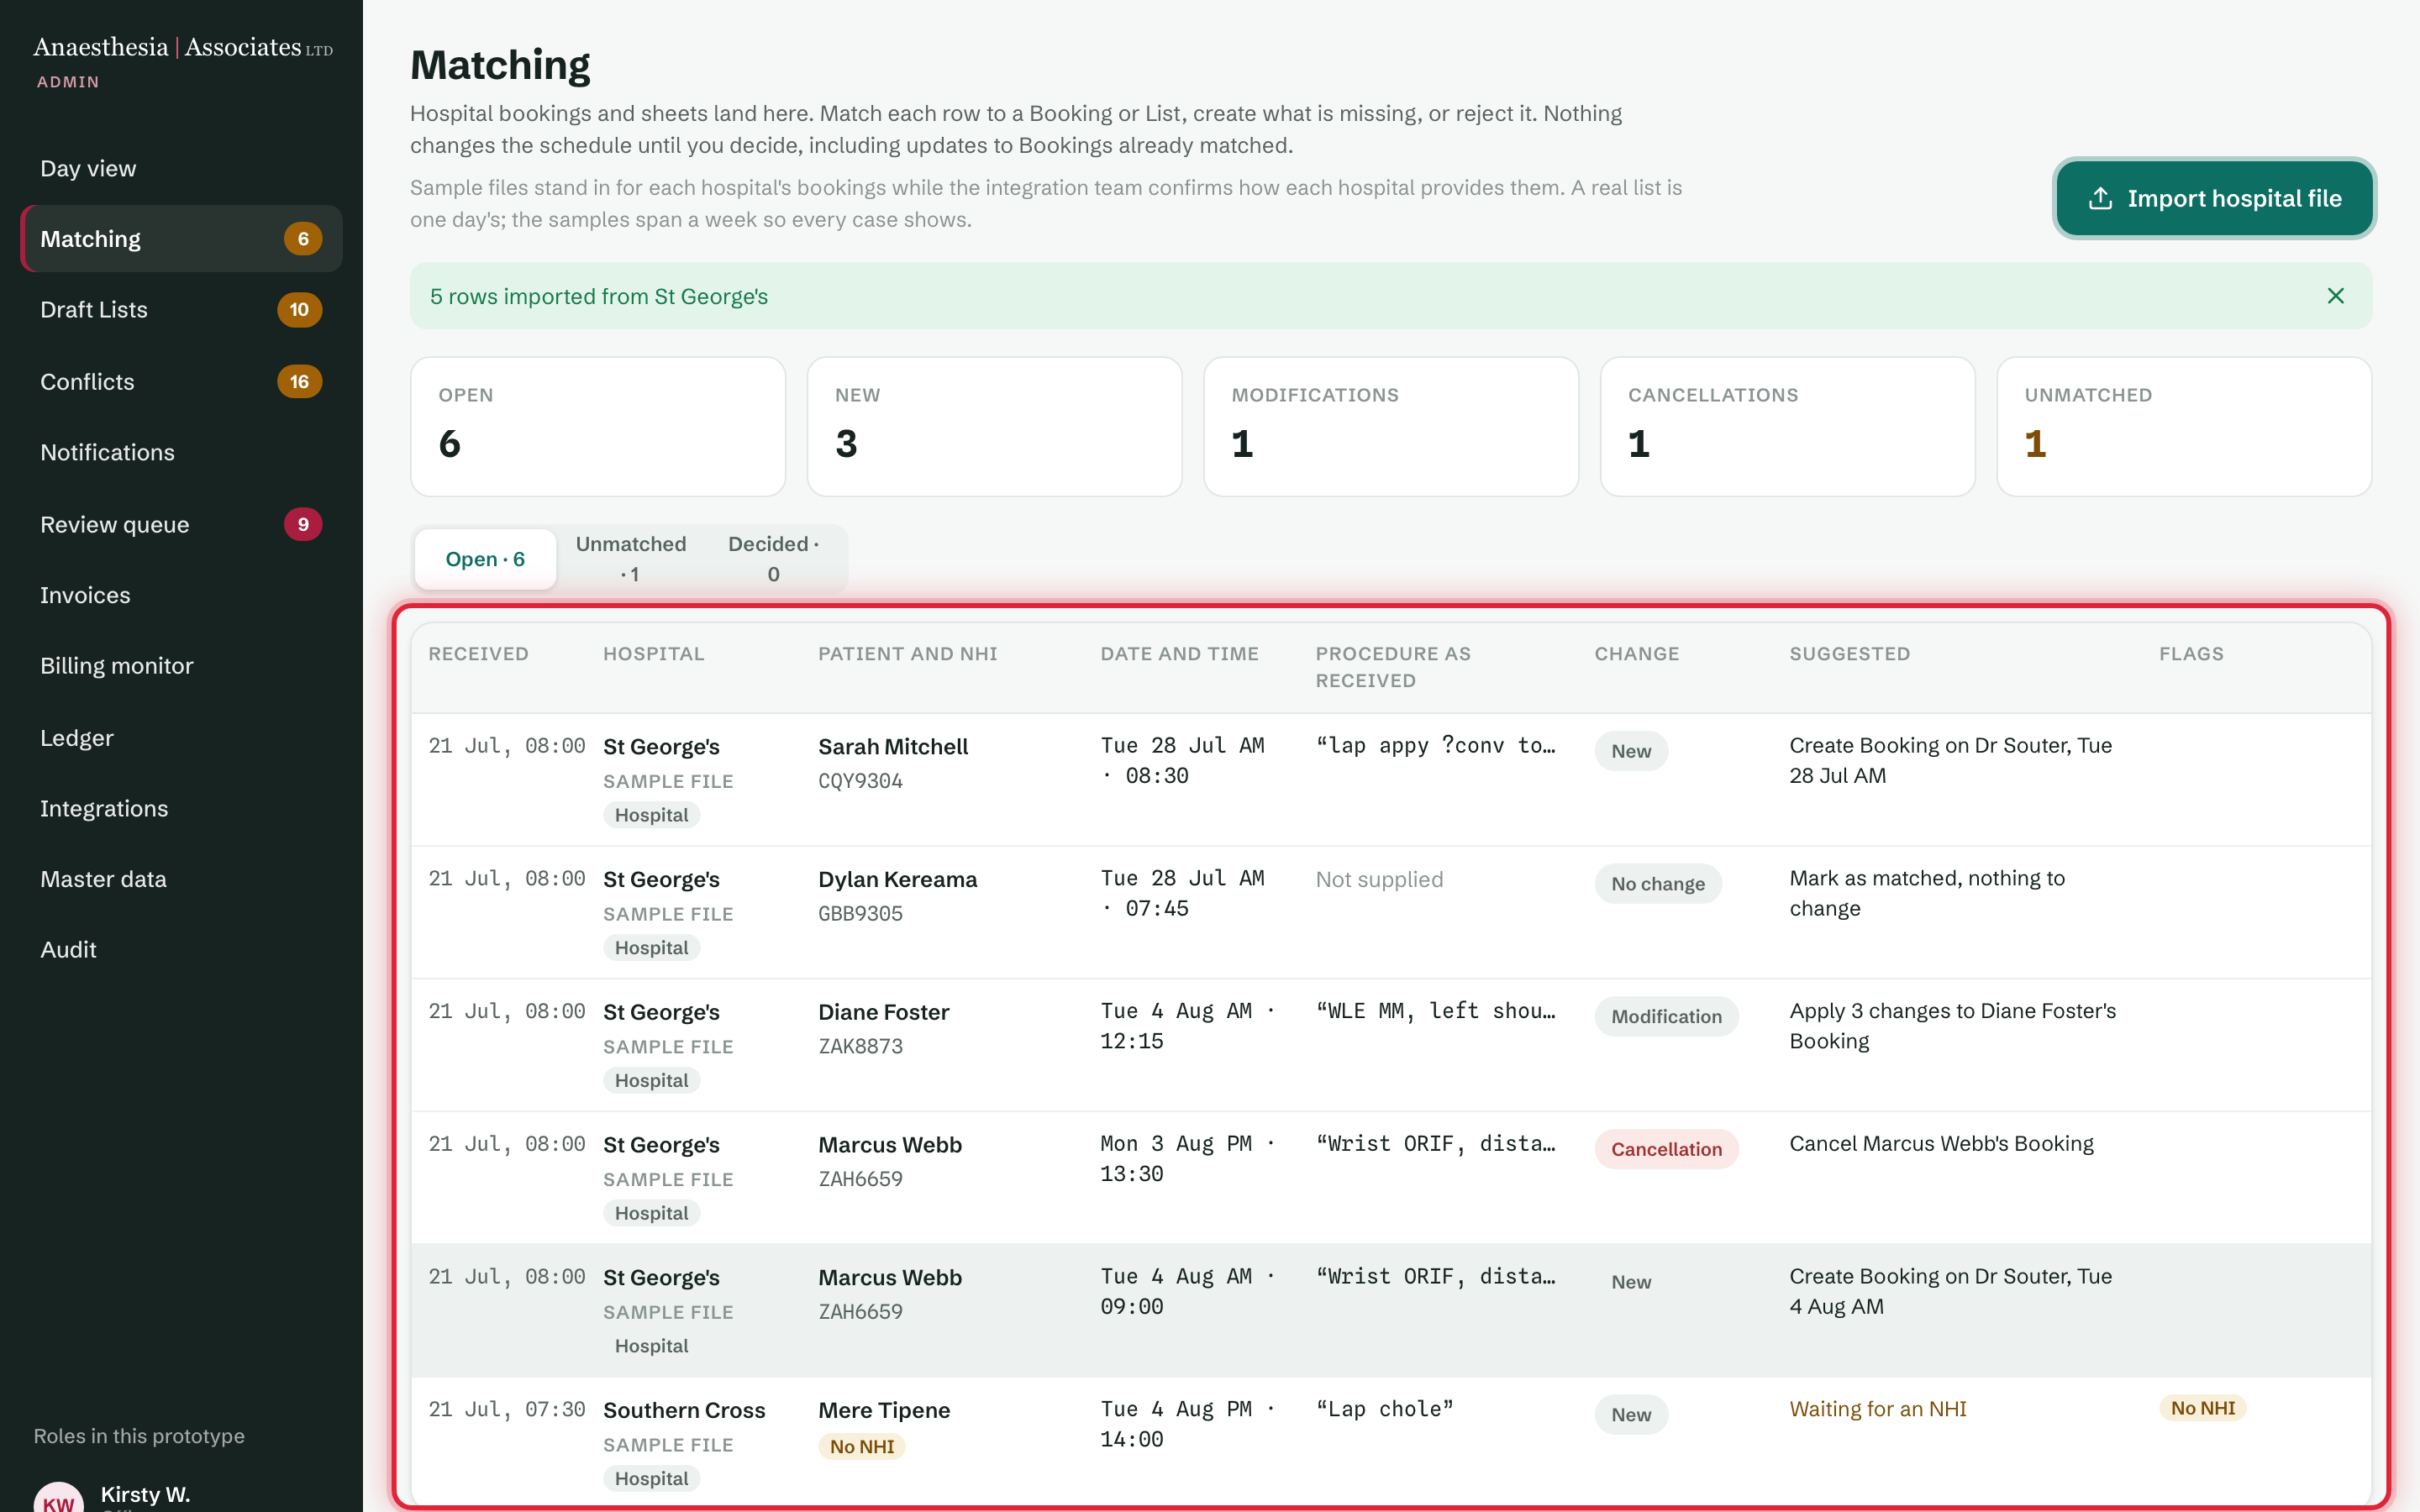 Anaesthesia | Associates LTD
ADMIN
Day view
Matching 6
Draft Lists 10
Conflicts 16
Notifications
Review queue 9
Invoices
Billing monitor
Ledger
Integrations
Master data
Audit
Roles in this prototype
KW Kirsty W.
Matching
Hospital bookings and sheets land here. Match each row to a Booking or List, create what is missing, or reject it. Nothing
changes the schedule until you decide, including updates to Bookings already matched.
Sample files stand in for each hospital's bookings while the integration team confirms how each hospital provides them. A real list is
one day's; the samples span a week so every case shows.
Import hospital file
5 rows imported from St George's
OPEN
6
NEW
3
MODIFICATIONS
1
CANCELLATIONS
1
UNMATCHED
1
Open · 6
Unmatched
· 1
Decided ·
0
RECEIVED HOSPITAL PATIENT AND NHI DATE AND TIME PROCEDURE AS CHANGE SUGGESTED FLAGS
RECEIVED
21 Jul, 08:00 St George's Sarah Mitchell Tue 28 Jul AM “lap appy ?conv to… New Create Booking on Dr Souter, Tue
SAMPLE FILE CQY9304 · 08:30 28 Jul AM
Hospital
21 Jul, 08:00 St George's Dylan Kereama Tue 28 Jul AM Not supplied No change Mark as matched, nothing to
SAMPLE FILE GBB9305 · 07:45 change
Hospital
21 Jul, 08:00 St George's Diane Foster Tue 4 Aug AM · “WLE MM, left shou… Modification Apply 3 changes to Diane Foster's
SAMPLE FILE ZAK8873 12:15 Booking
Hospital
21 Jul, 08:00 St George's Marcus Webb Mon 3 Aug PM · “Wrist ORIF, dista… Cancellation Cancel Marcus Webb's Booking
SAMPLE FILE ZAH6659 13:30
Hospital
21 Jul, 08:00 St George's Marcus Webb Tue 4 Aug AM · “Wrist ORIF, dista… New Create Booking on Dr Souter, Tue
SAMPLE FILE ZAH6659 09:00 4 Aug AM
Hospital
21 Jul, 07:30 Southern Cross Mere Tipene Tue 4 Aug PM · “Lap chole” New Waiting for an NHI No NHI
SAMPLE FILE No NHI 14:00
Hospital